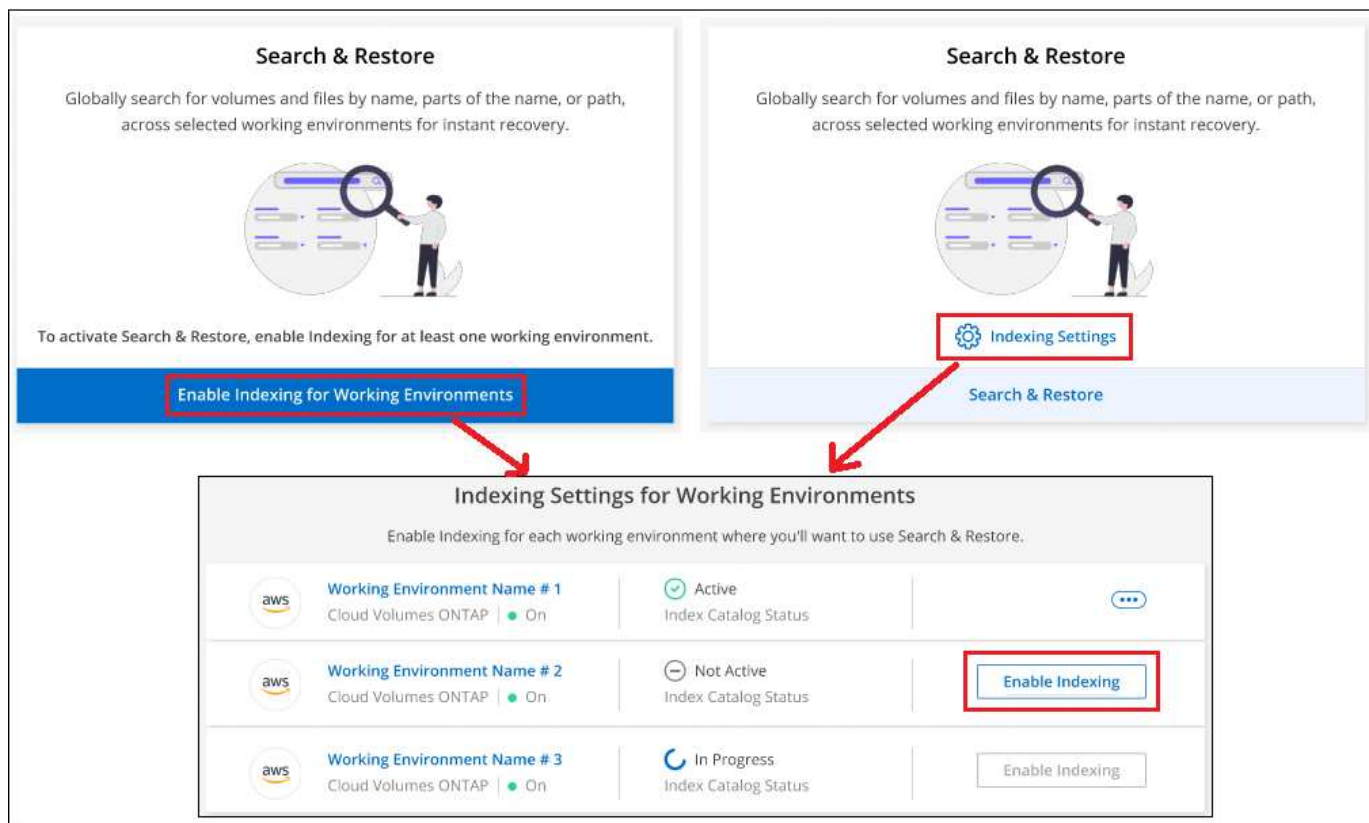 Search & Restore
Globally search for volumes and files by name, parts of the name, or path,
across selected working environments for instant recovery.
To activate Search & Restore, enable Indexing for at least one working environment.
Enable Indexing for Working Environments
Search & Restore
Globally search for volumes and files by name, parts of the name, or path,
across selected working environments for instant recovery.
Indexing Settings
Search & Restore
Indexing Settings for Working Environments
Enable Indexing for each working environment where you'll want to use Search & Restore.
aws
Working Environment Name # 1
Cloud Volumes ONTAP | On
Active
Index Catalog Status
aws
Working Environment Name # 2
Cloud Volumes ONTAP | On
Not Active
Index Catalog Status
Enable Indexing
aws
Working Environment Name # 3
Cloud Volumes ONTAP | On
In Progress
Index Catalog Status
Enable Indexing